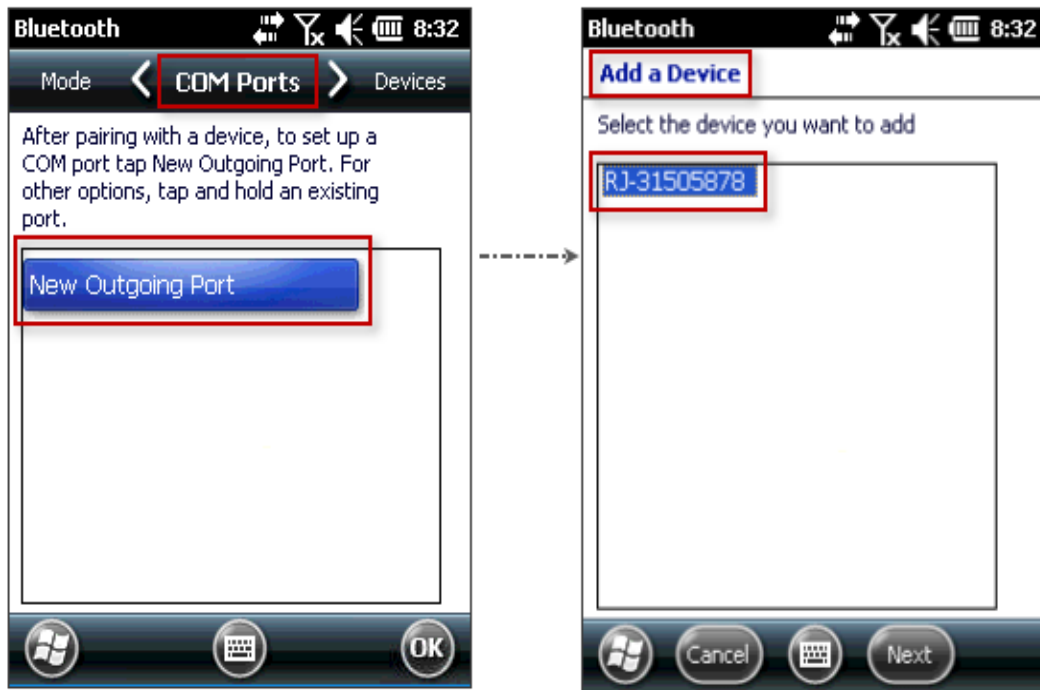 Bluetooth 8:32
Mode COM Ports Devices
After pairing with a device, to set up a
COM port tap New Outgoing Port. For
other options, tap and hold an existing
port.
New Outgoing Port
OK
Bluetooth 8:32
Add a Device
Select the device you want to add
RJ-31505878
Cancel Next